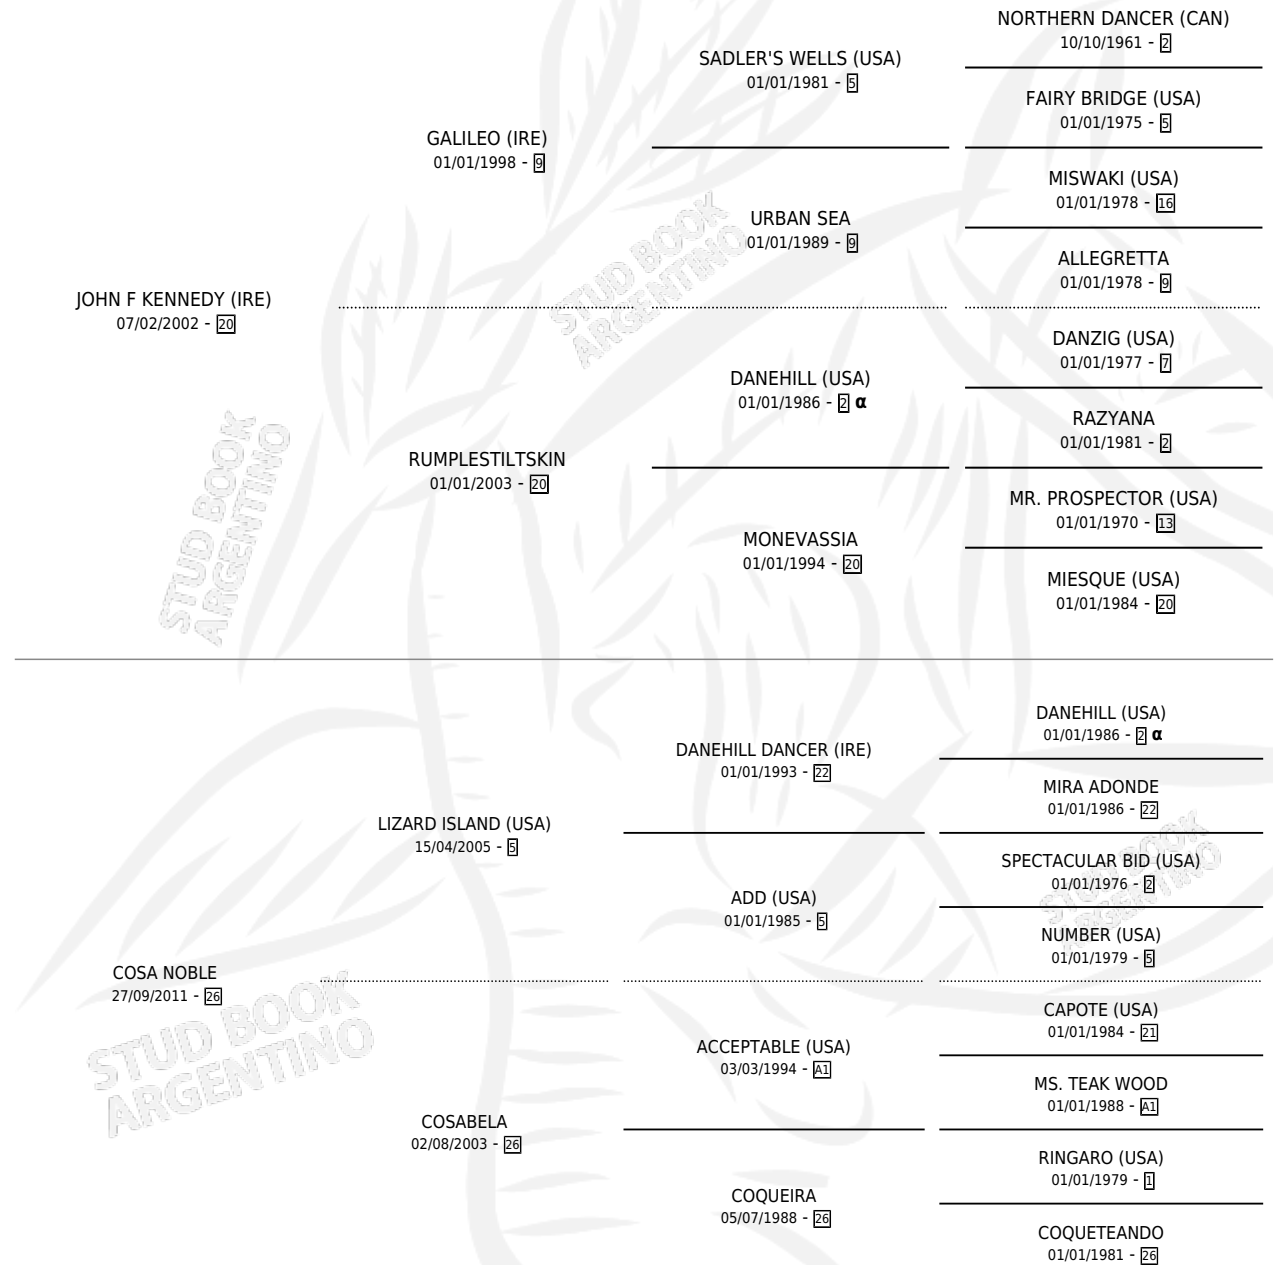 NORTHERN DANCER (CAN)
10/10/1961 - 2
SADLER'S WELLS (USA)
01/01/1981 - 5
FAIRY BRIDGE (USA)
01/01/1975 - 5
GALILEO (IRE)
01/01/1998 - 9
MISWAKI (USA)
01/01/1978 - 16
URBAN SEA
01/01/1989 - 9
ALLEGRETTA
01/01/1978 - 9
JOHN F KENNEDY (IRE)
07/02/2002 - 20
DANZIG (USA)
01/01/1977 - 7
DANEHILL (USA)
01/01/1986 - 2 α
RAZYANA
01/01/1981 - 2
RUMPLESTILTSKIN
01/01/2003 - 20
MR. PROSPECTOR (USA)
01/01/1970 - 13
MONEVASSIA
01/01/1994 - 20
MIESQUE (USA)
01/01/1984 - 20
DANEHILL (USA)
01/01/1986 - 2 α
DANEHILL DANCER (IRE)
01/01/1993 - 22
MIRA ADONDE
01/01/1986 - 22
LIZARD ISLAND (USA)
15/04/2005 - 5
SPECTACULAR BID (USA)
01/01/1976 - 2
ADD (USA)
01/01/1985 - 5
NUMBER (USA)
01/01/1979 - 5
COSA NOBLE
27/09/2011 - 26
CAPOTE (USA)
01/01/1984 - 21
ACCEPTABLE (USA)
03/03/1994 - A1
MS. TEAK WOOD
01/01/1988 - A1
COSABELA
02/08/2003 - 26
RINGARO (USA)
01/01/1979 - 1
COQUEIRA
05/07/1988 - 26
COQUETEANDO
01/01/1981 - 26
STUD BOOK
ARGENTINO
STUD BOOK
ARGENTINO
STUD BOOK
ARGENTINO
STUD BOOK
ARGENTINO